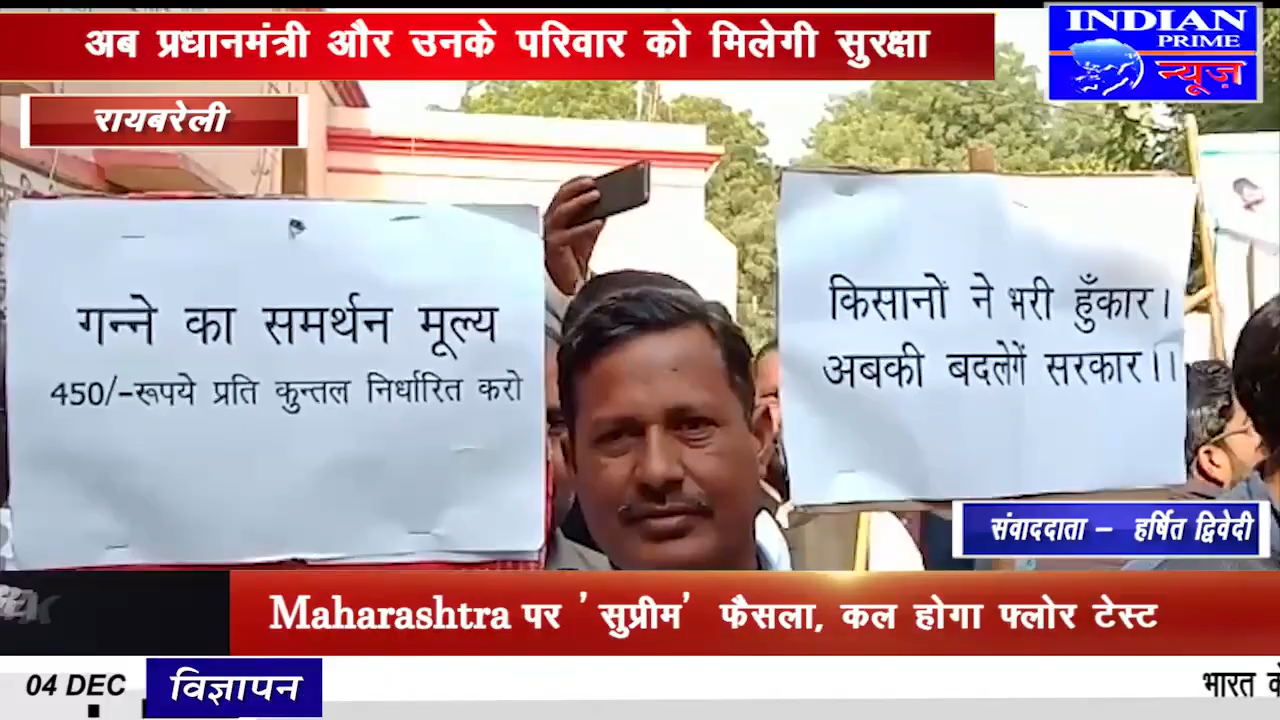 अब प्रधानमंत्री और उनके परिवार को मिलेगी सुरक्षा
INDIAN
PRIME
न्यूज़
रायबरेली
गन्ने का समर्थन मूल्य
450/-रूपये प्रति कुन्तल निर्धारित करो
किसानों ने भरी हुँकार।
अबकी बदलेगें सरकार।।
संवाददाता – हर्षित द्विवेदी
Maharashtra पर 'सुप्रीम' फैसला, कल होगा फ्लोर टेस्ट
04 DEC
विज्ञापन
भारत